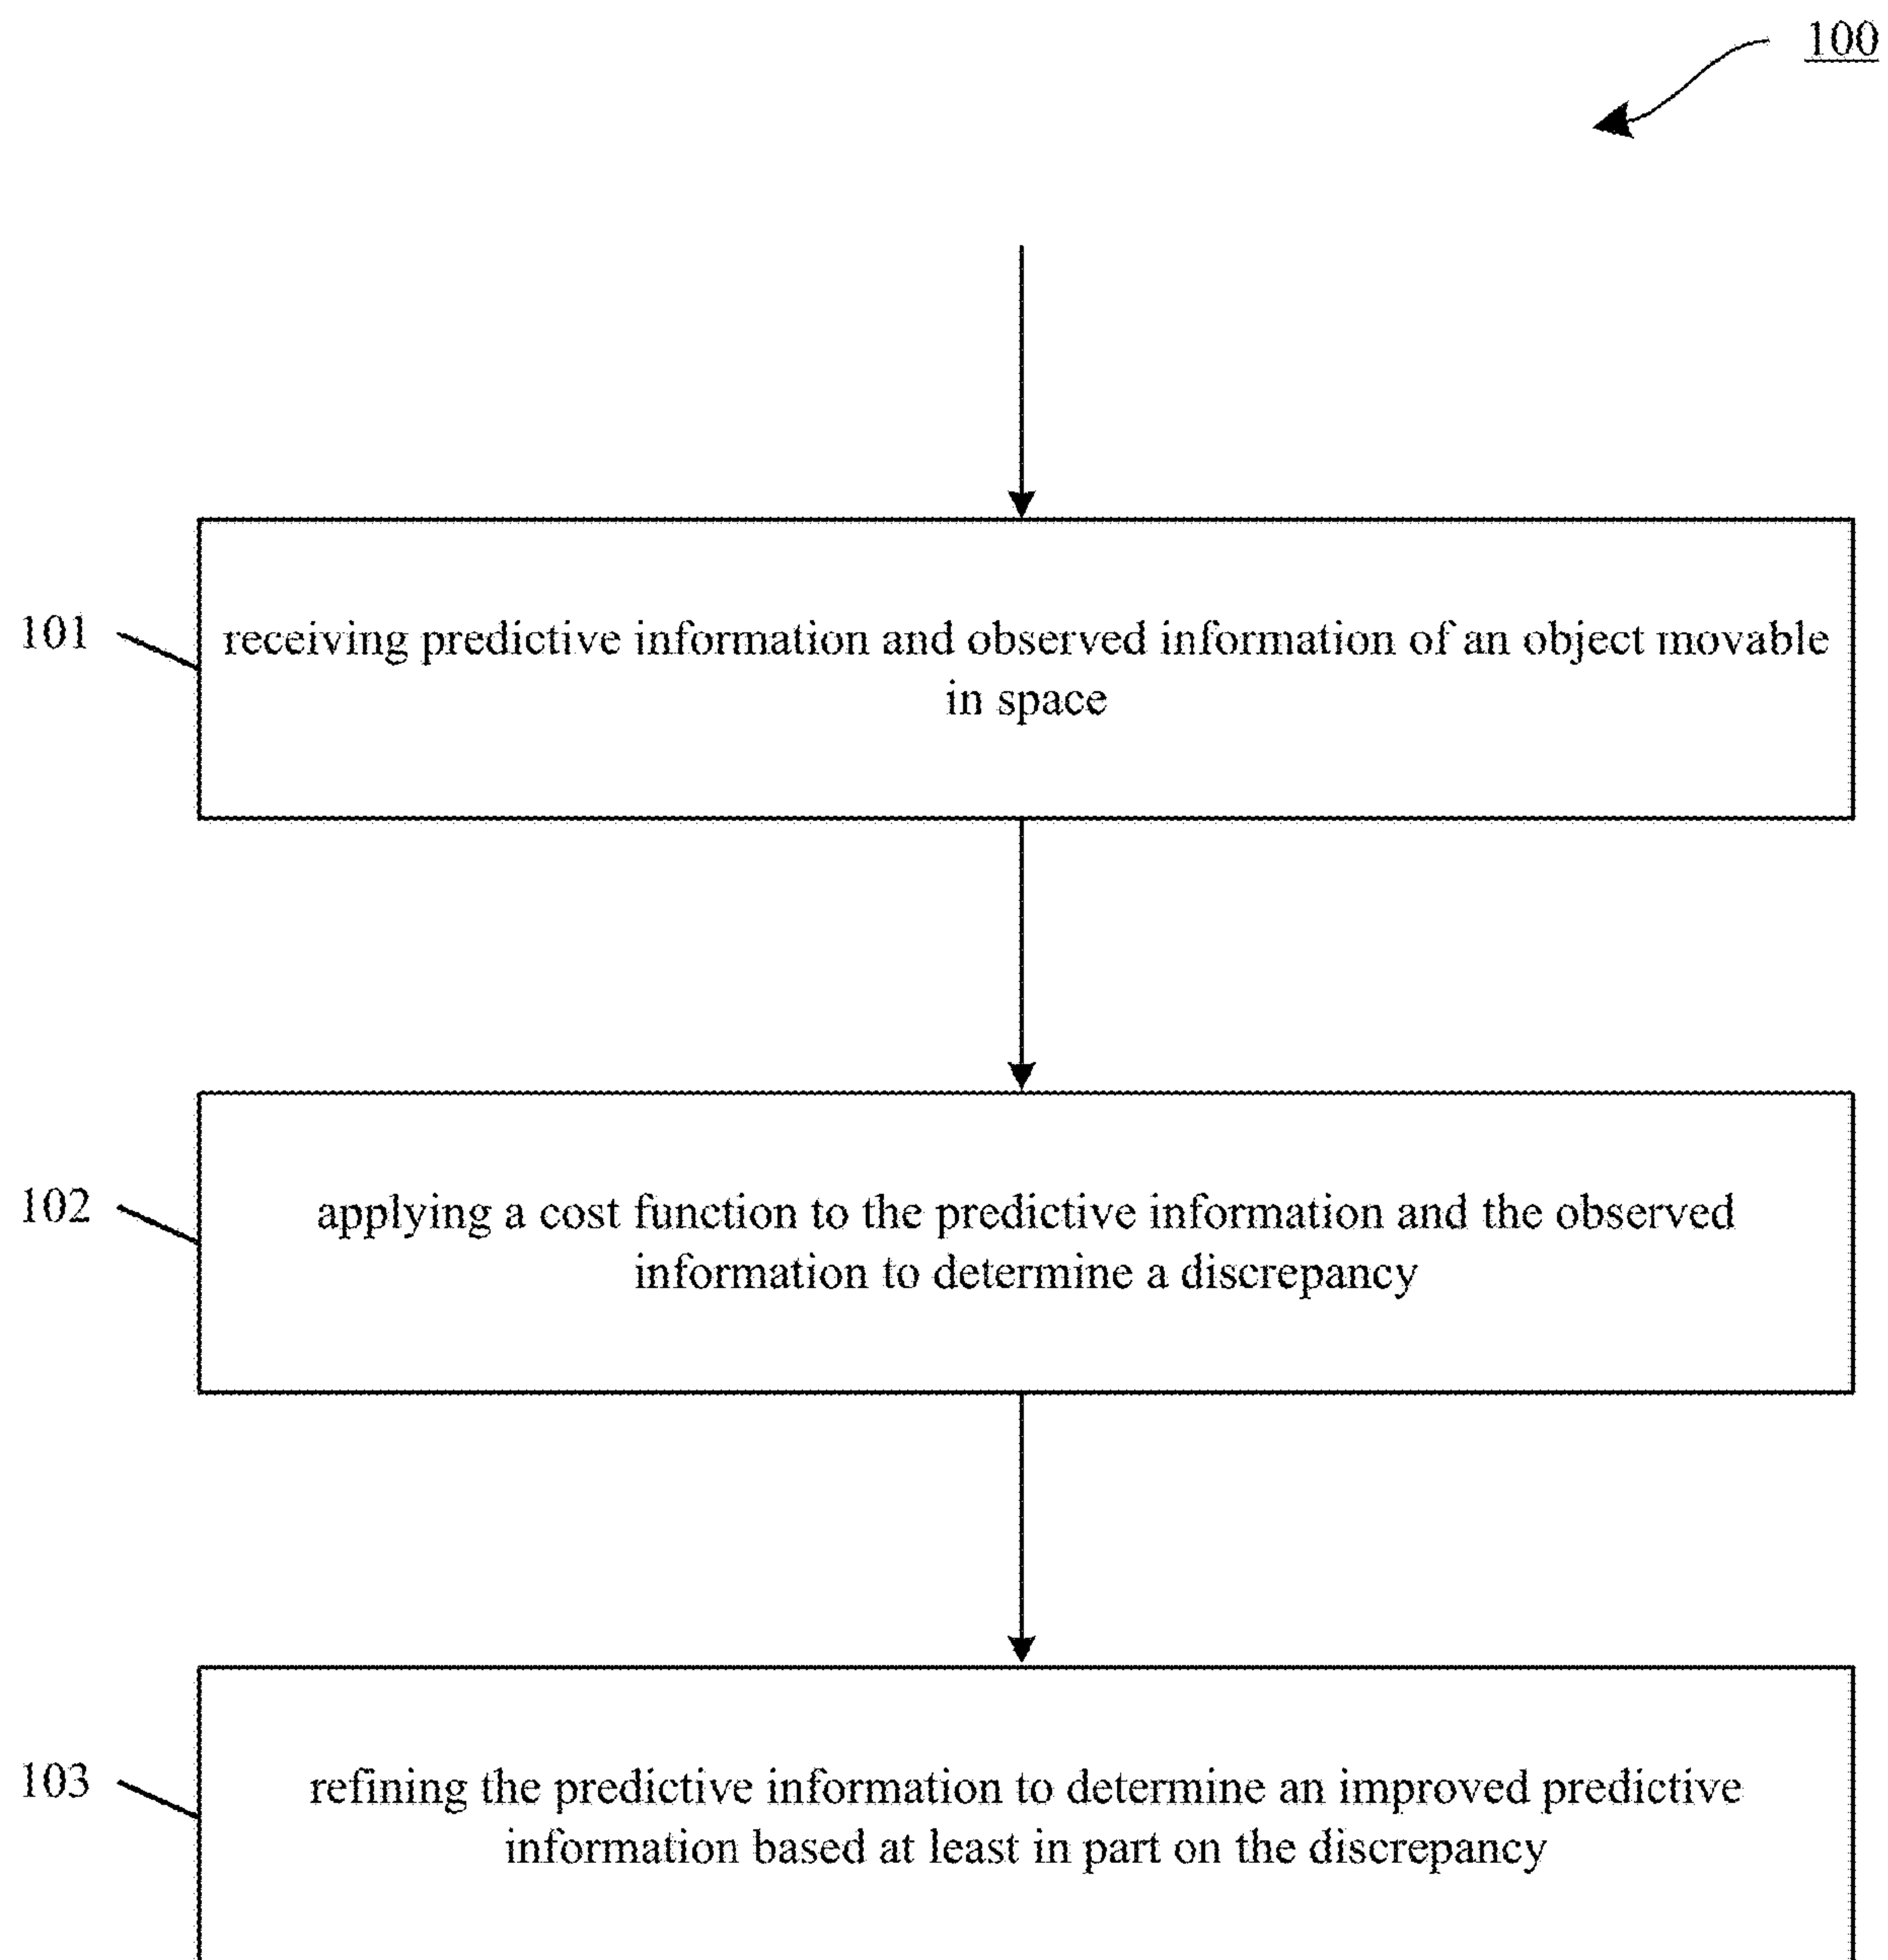 100
101
receiving predictive information and observed information of an object movable
in space
102
applying a cost function to the predictive information and the observed
information to determine a discrepancy
103
refining the predictive information to determine an improved predictive
information based at least in part on the discrepancy